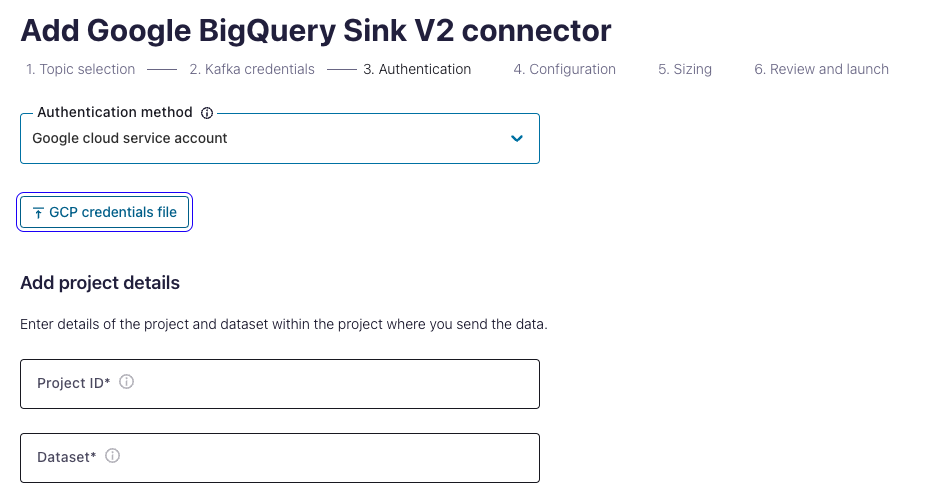 Add Google BigQuery Sink V2 connector
1. Topic selection 2. Kafka credentials 3. Authentication 4. Configuration 5. Sizing 6. Review and launch
Authentication method
Google cloud service account
GCP credentials file
Add project details
Enter details of the project and dataset within the project where you send the data.
Project ID*
Dataset*